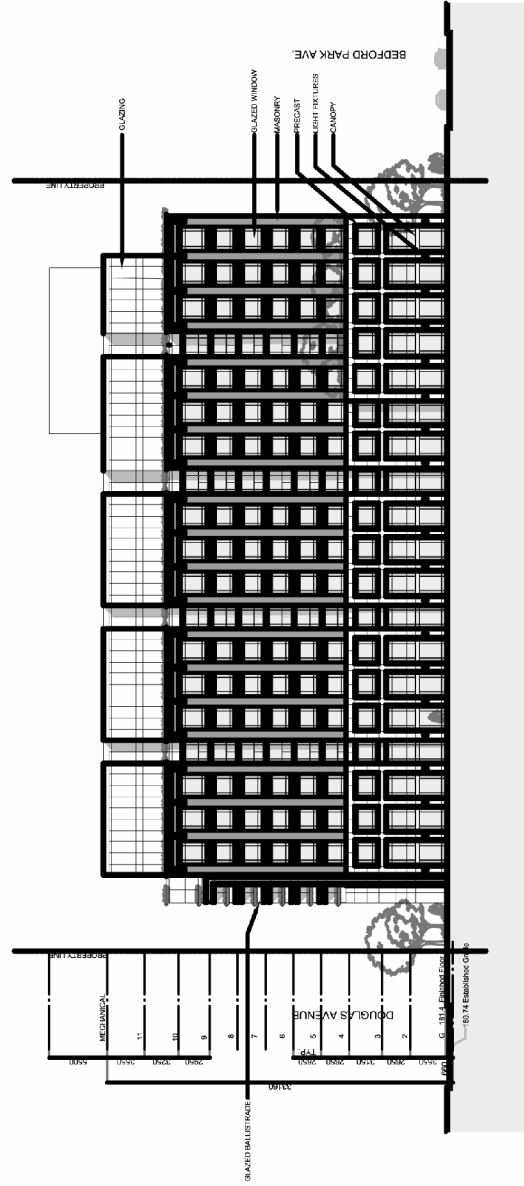 BEDFORD PARK AVE.
GLAZING
GLAZED WINDOW
MASONRY
PRECAST
LIGHT FIXTURES
CANOPY
PROPERTY LINE
PROPERTY LINE
DOUGLAS AVENUE
MECHANICAL
11
10
9
8
7
6
5
4
3
2
G 181.4 Finished Floor
180.74 Established Grade
TYP.
5500
3550
3250
2950
2850
2850
3150
2850
3550
660
33160
GLAZED BALUSTRADE